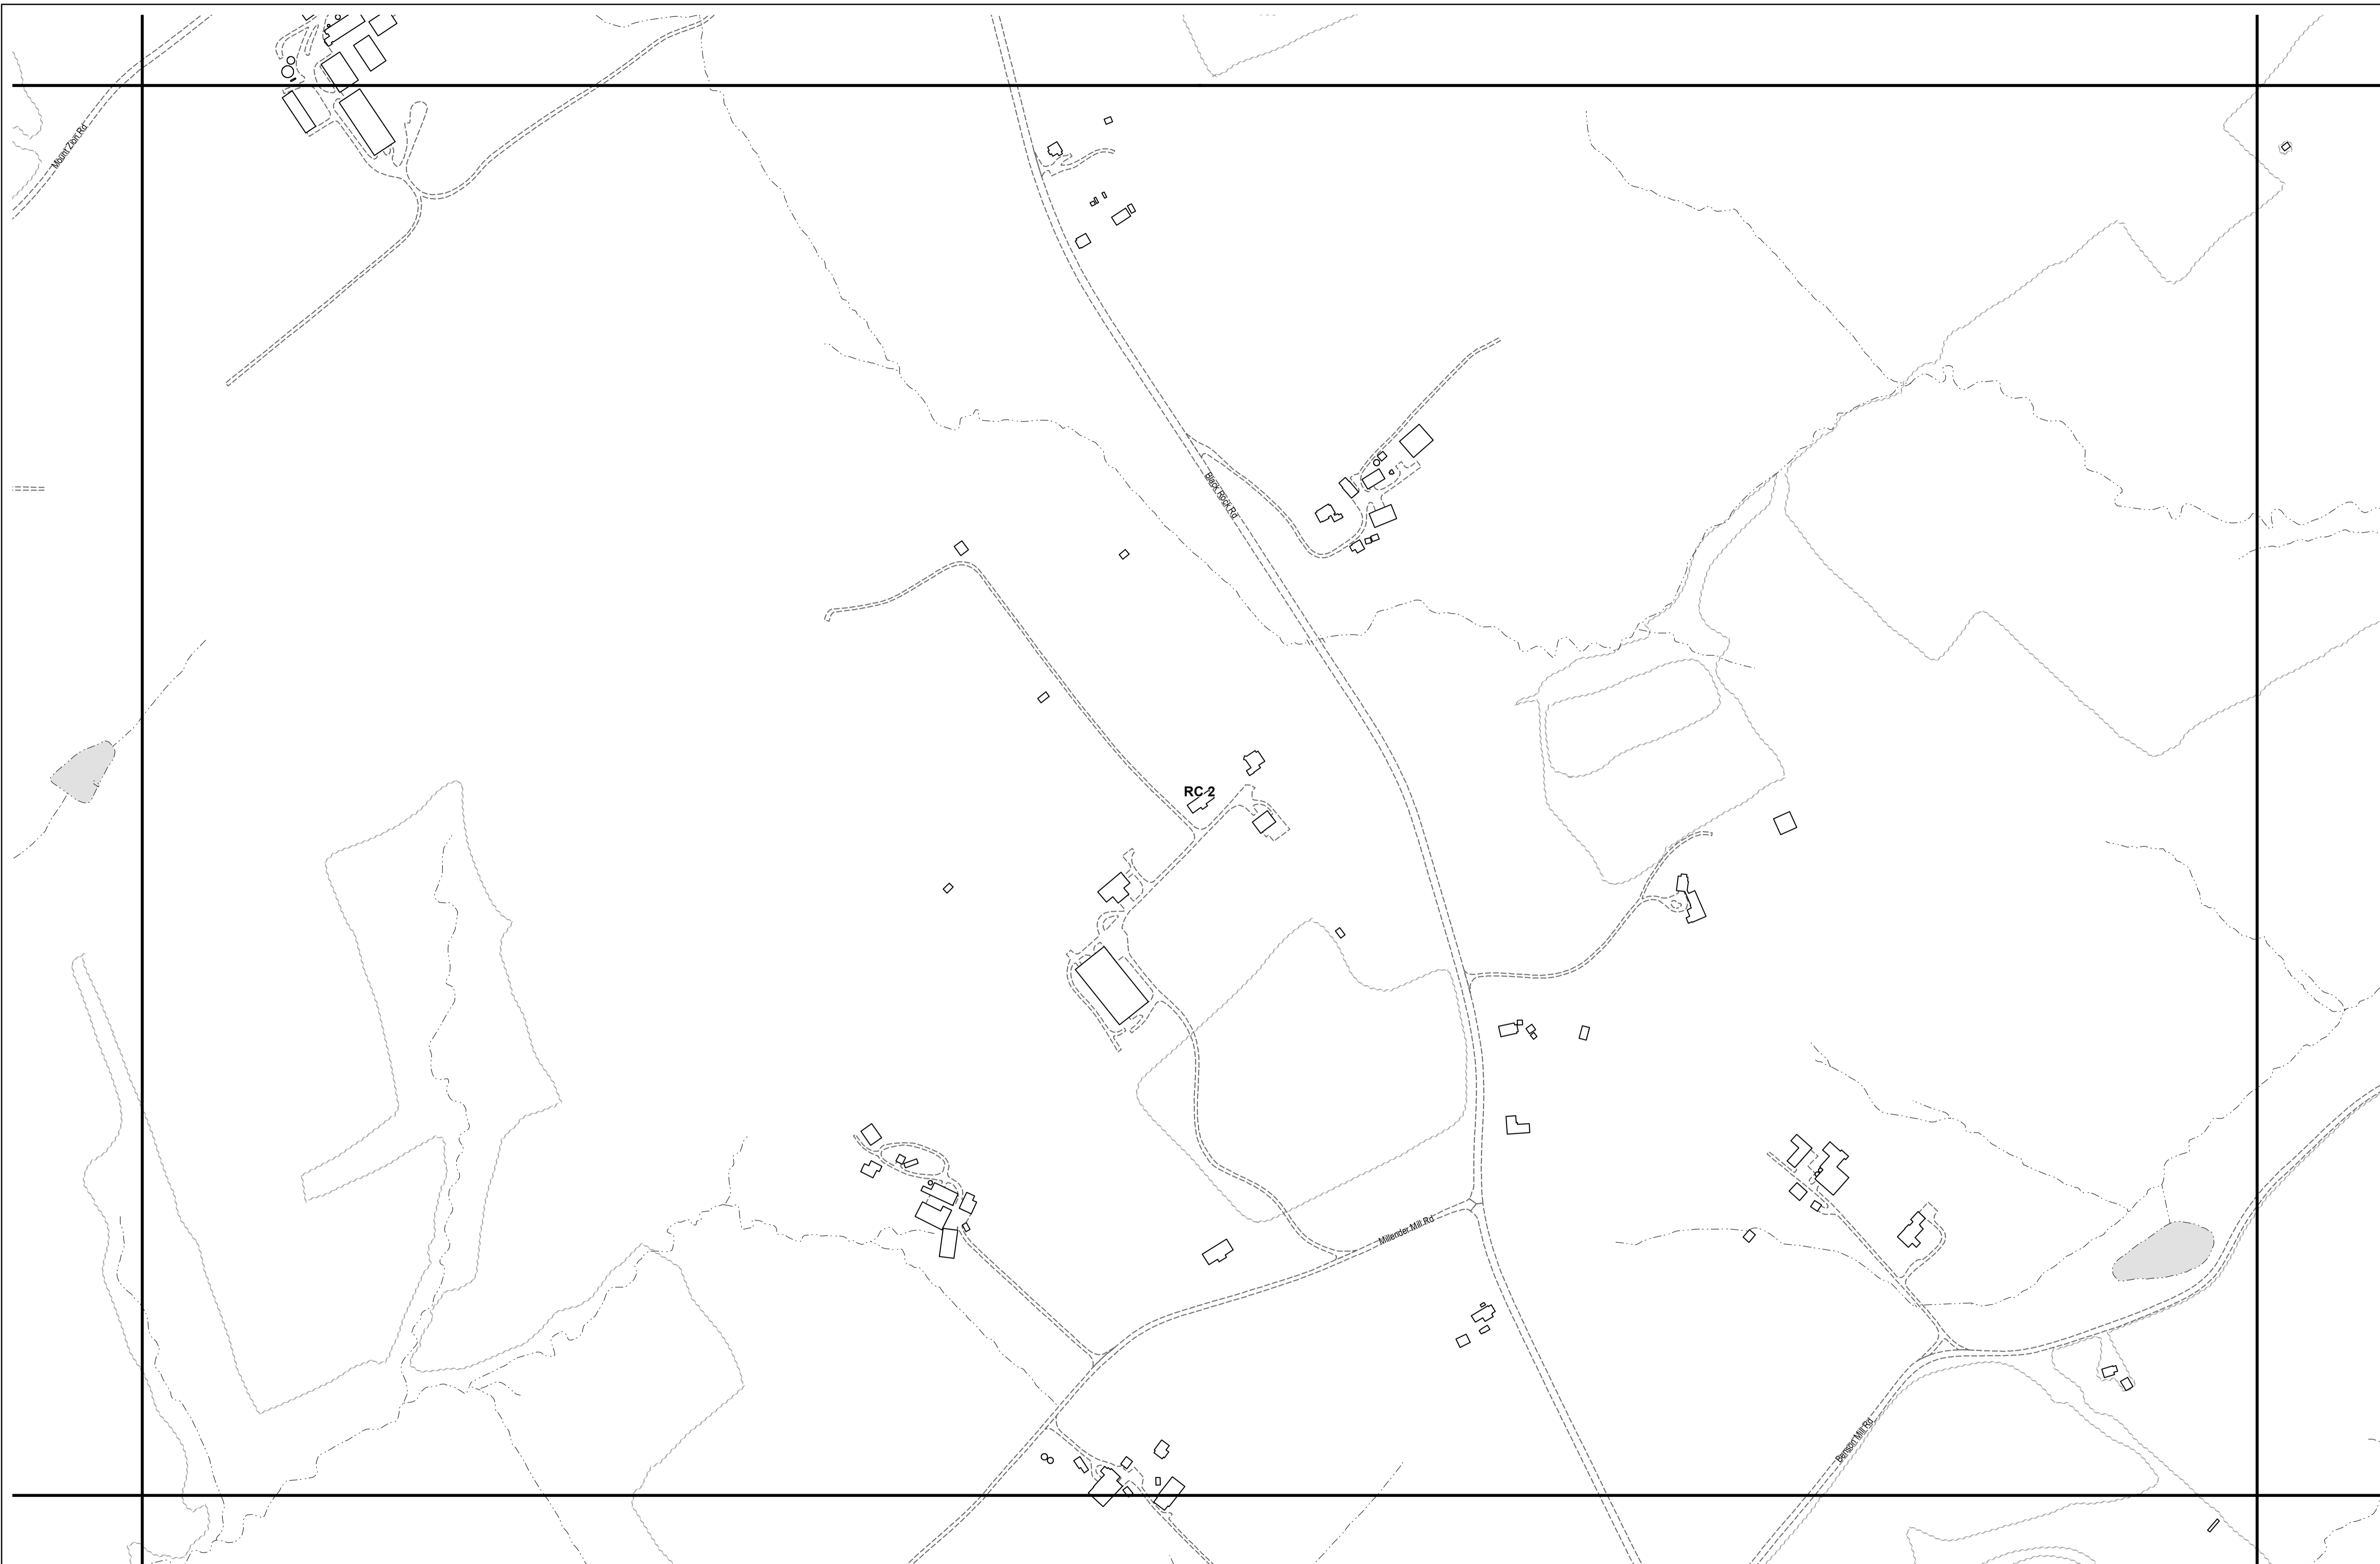 Mount Zion Rd
Black Rock Rd
RC 2
Millender Mill Rd
Benson Mill Rd